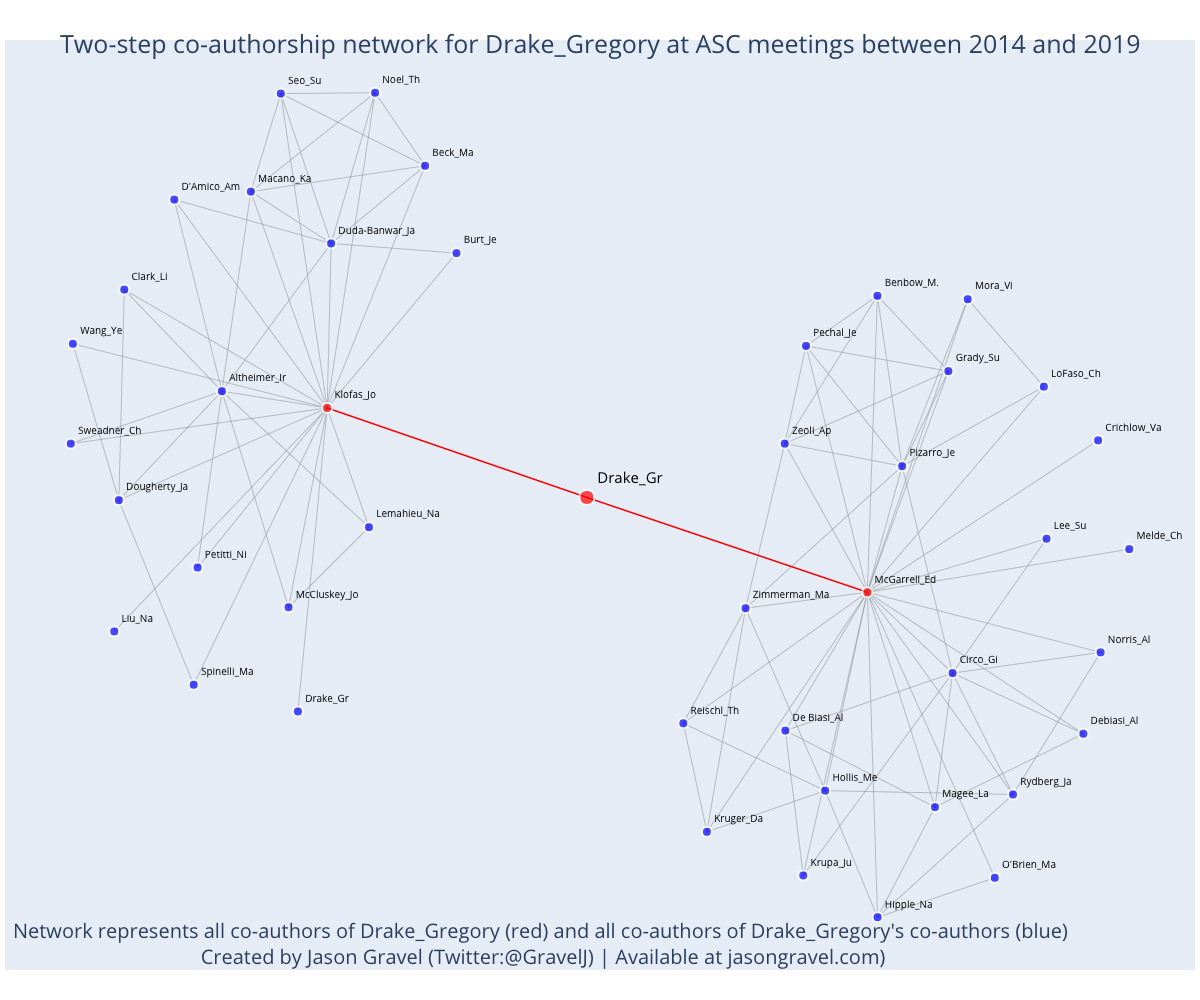 Two-step co-authorship network for Drake_Gregory at ASC meetings between 2014 and 2019
Seo_Su
Noel_Th
Beck_Ma
Macano_Ka
D'Amico_Am
Duda-Banwar_Ja
Burt_Je
Clark_Li
Benbow_M.
Mora_Vi
Wang_Ye
Pechal_Je
Grady_Su
LoFaso_Ch
Altheimer_Ir
Klofas_Jo
Sweadner_Ch
Zeoli_Ap
Crichlow_Va
Pizarro_Je
Drake_Gr
Dougherty_Ja
Lemahieu_Na
Lee_Su
Melde_Ch
Petitti_Ni
McGarrell_Ed
McCluskey_Jo
Zimmerman_Ma
Liu_Na
Norris_Al
Circo_Gi
Spinelli_Ma
Drake_Gr
Reischl_Th
De Biasi_Al
Debiasi_Al
Hollis_Me
Rydberg_Ja
Magee_La
Kruger_Da
Krupa_Ju
O'Brien_Ma
Hipple_Na
Network represents all co-authors of Drake_Gregory (red) and all co-authors of Drake_Gregory's co-authors (blue)
Created by Jason Gravel (Twitter:@GravelJ) | Available at jasongravel.com)